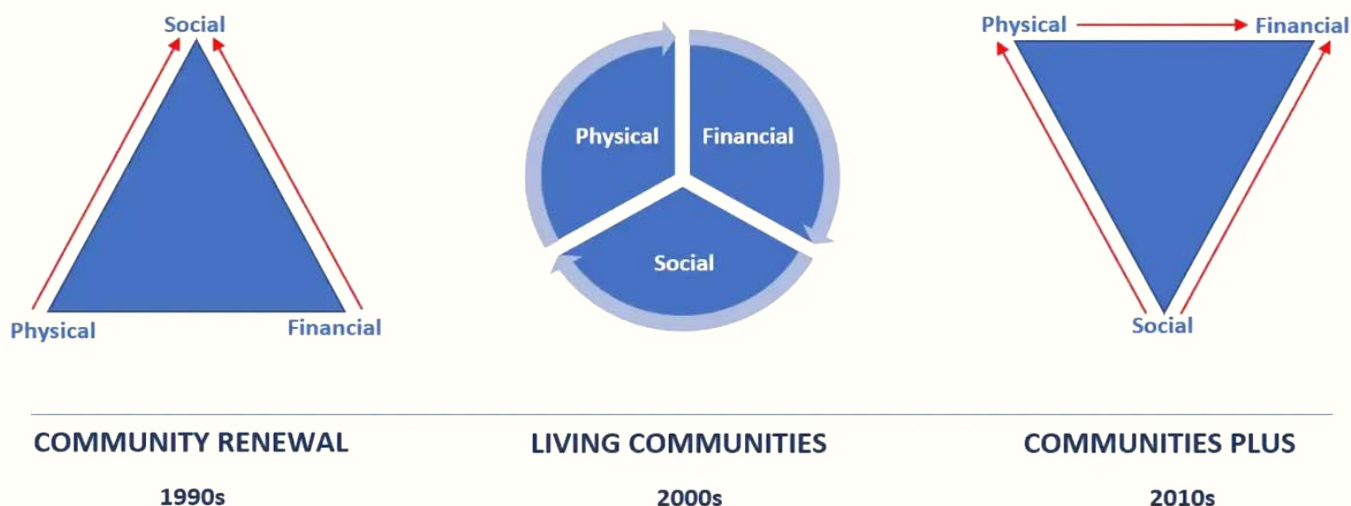 Social
Physical
Financial
Physical
Financial
Social
Physical
Financial
Social
COMMUNITY RENEWAL
LIVING COMMUNITIES
COMMUNITIES PLUS
1990s
2000s
2010s